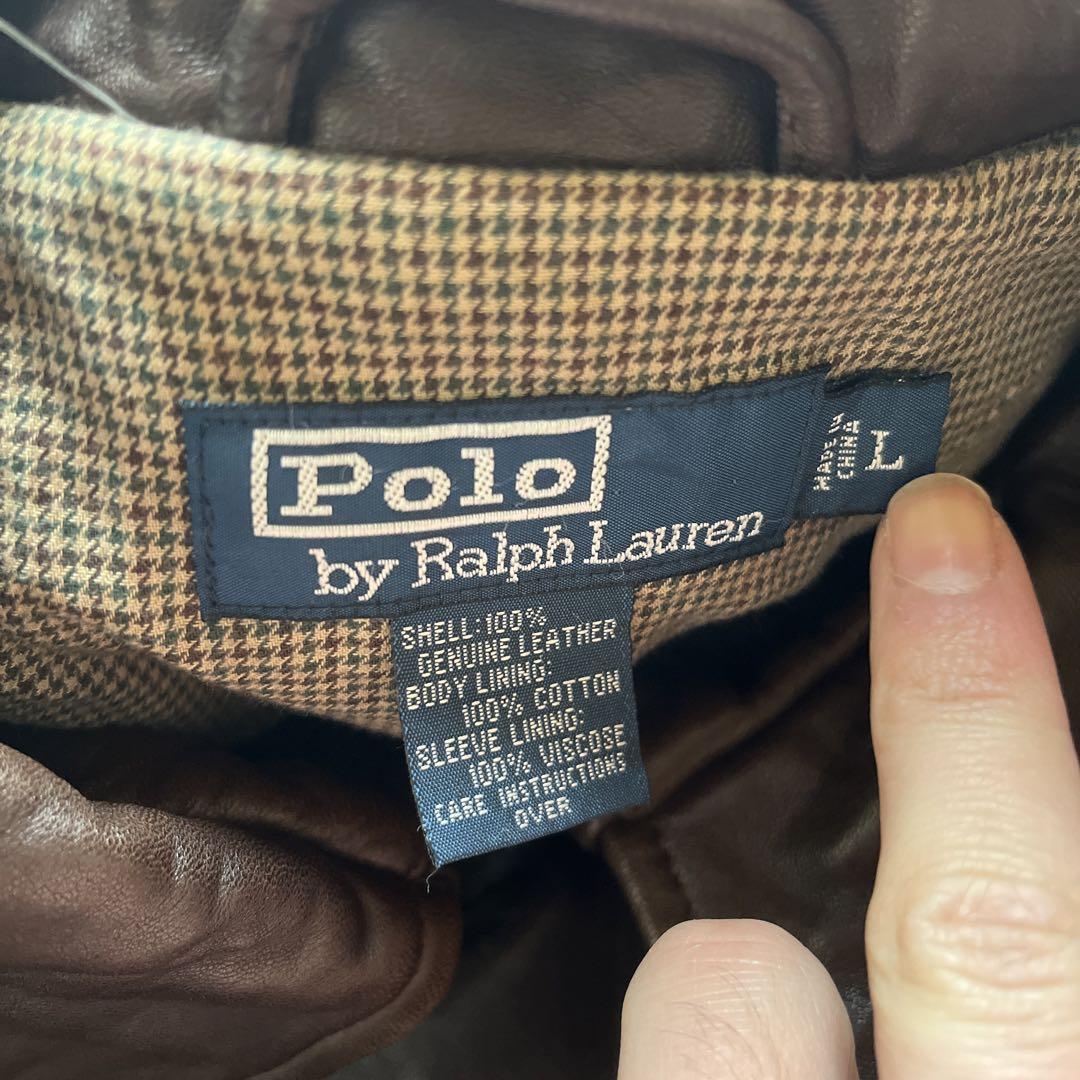 Polo
by Ralph Lauren
MADE IN
CHINA
L
SHELL:100%
GENUINE LEATHER
BODY LINING:
100% COTTON
SLEEVE LINING:
100% VISCOSE
CARE INSTRUCTIONS
OVER